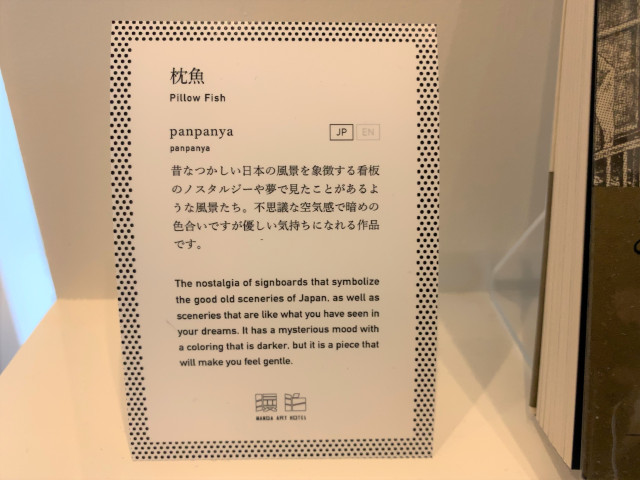 枕魚
Pillow Fish
panpanya
JP EN
panpanya
昔なつかしい日本の風景を象徴する看板
のノスタルジーや夢で見たことがあるよ
うな風景たち。不思議な空気感で暗めの
色合いですが優しい気持ちになれる作品
です。
The nostalgia of signboards that symbolize
the good old sceneries of Japan, as well as
sceneries that are like what you have seen in
your dreams. It has a mysterious mood with
a coloring that is darker, but it is a piece that
will make you feel gentle.
MANGA ART HOTEL